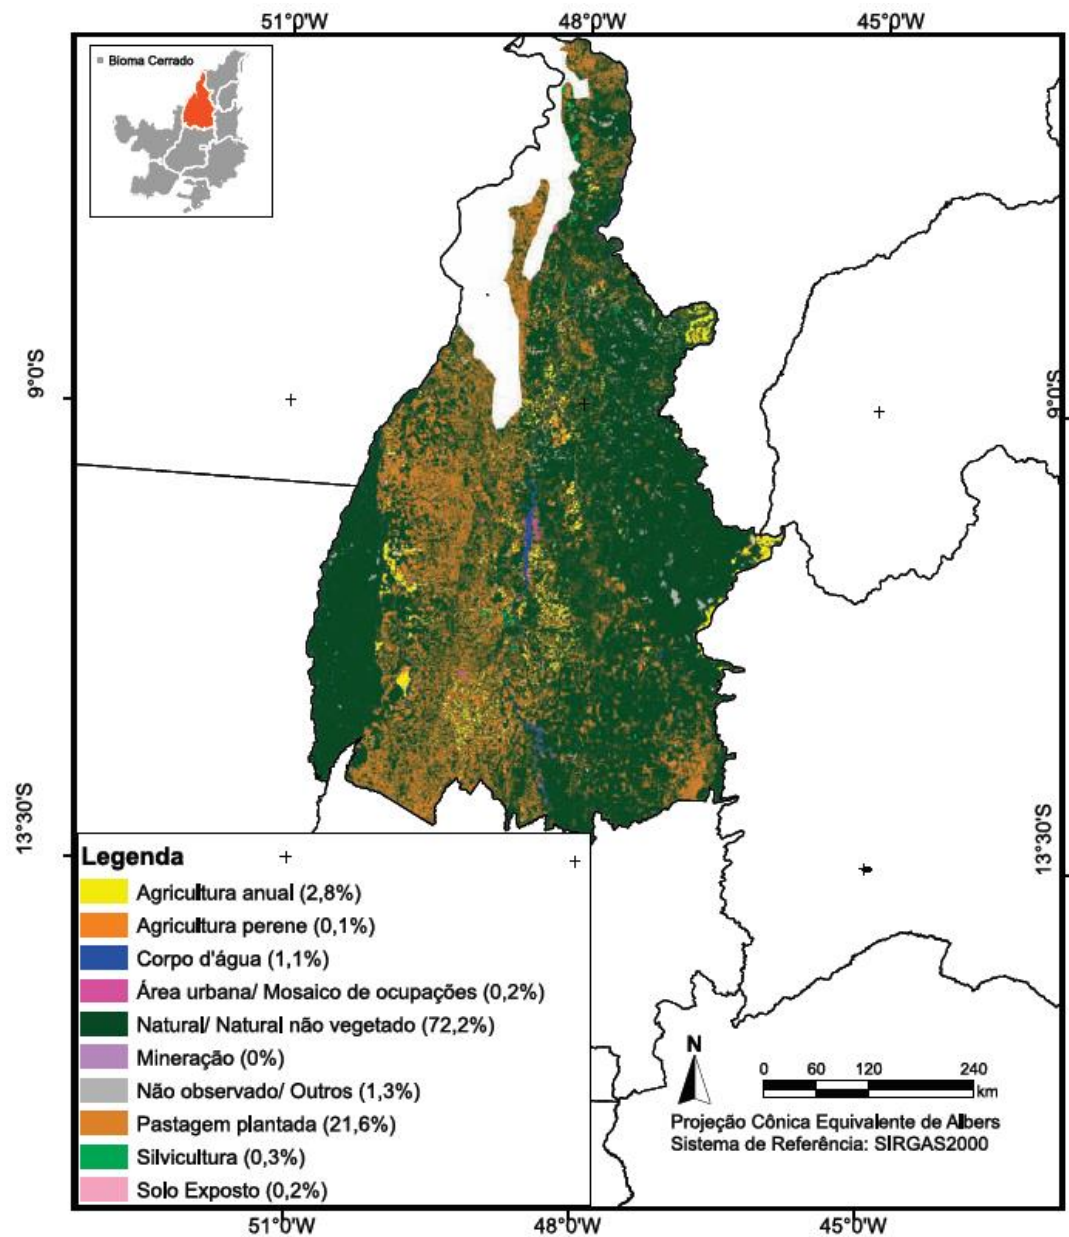 51°0'W 48°0'W 45°0'W
Bioma Cerrado
9°0'S 9°0'S
13°30'S 13°30'S
Legenda
Agricultura anual (2,8%)
Agricultura perene (0,1%)
Corpo d'água (1,1%)
Área urbana/ Mosaico de ocupações (0,2%)
Natural/ Natural não vegetado (72,2%)
Mineração (0%)
Não observado/ Outros (1,3%)
Pastagem plantada (21,6%)
Silvicultura (0,3%)
Solo Exposto (0,2%)
N
0 60 120 240
km
Projeção Cônica Equivalente de Albers
Sistema de Referência: SIRGAS2000
51°0'W 48°0'W 45°0'W